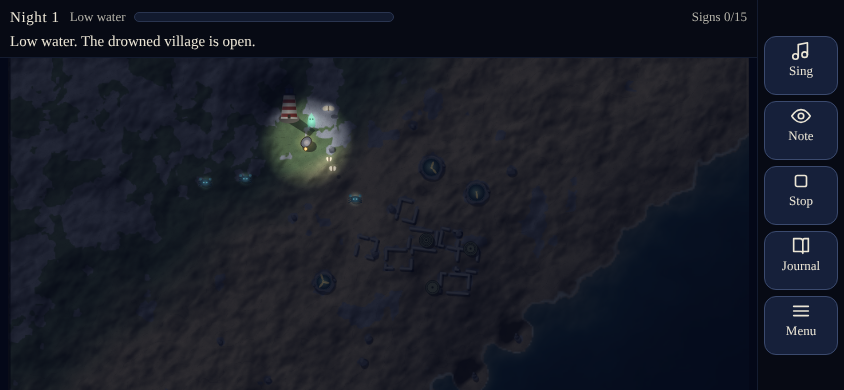 Night 1 Low water Signs 0/15
Low water. The drowned village is open.
Sing
Note
Stop
Journal
Menu